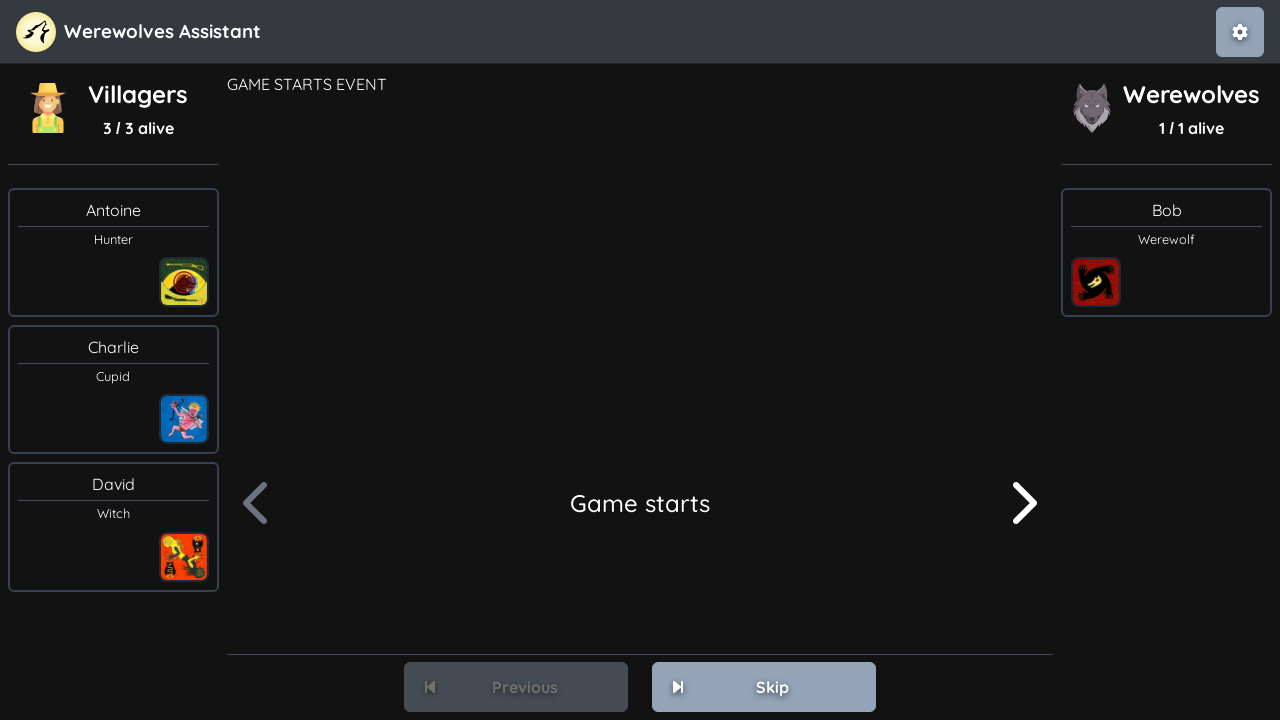 Werewolves Assistant
Villagers
3 / 3 alive
Antoine
Hunter
Charlie
Cupid
David
Witch
GAME STARTS EVENT
Game starts
Previous
Skip
Werewolves
1 / 1 alive
Bob
Werewolf